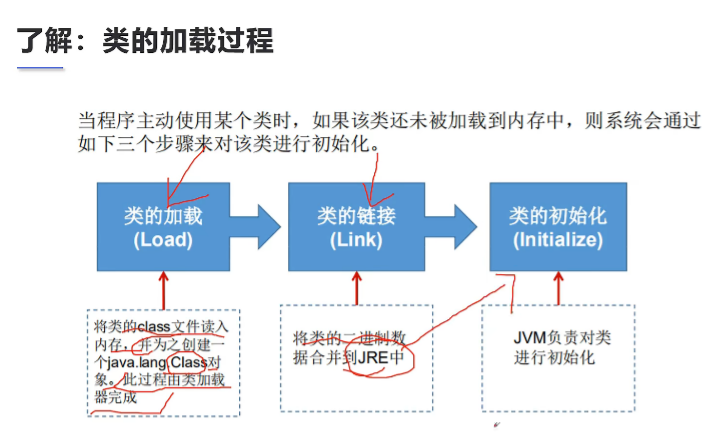 了解：类的加载过程
当程序主动使用某个类时，如果该类还未被加载到内存中，则系统会通过
如下三个步骤来对该类进行初始化。
类的加载
(Load)
类的链接
(Link)
类的初始化
(Initialize)
将类的class文件读入
内存，并为之创建一
个java.lang.Class对
象。此过程由类加载
器完成
将类的二进制数
据合并到JRE中
JVM负责对类
进行初始化